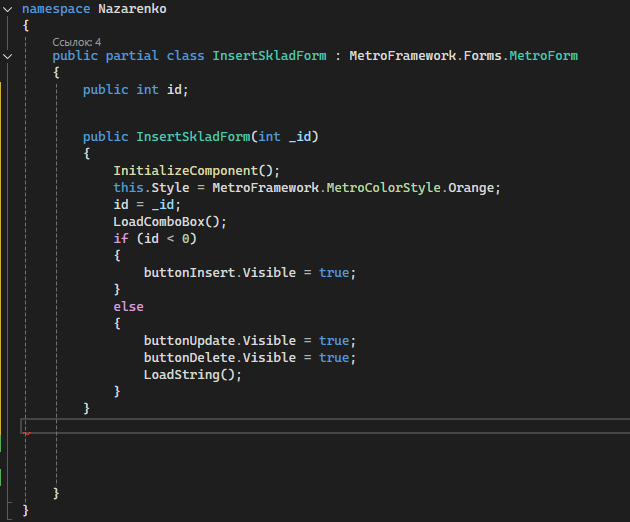 namespace Nazarenko
{
Ссылок: 4
public partial class InsertSkladForm : MetroFramework.Forms.MetroForm
{
public int id;
public InsertSkladForm(int _id)
{
InitializeComponent();
this.Style = MetroFramework.MetroColorStyle.Orange;
id = _id;
LoadComboBox();
if (id < 0)
{
buttonInsert.Visible = true;
}
else
{
buttonUpdate.Visible = true;
buttonDelete.Visible = true;
LoadString();
}
}
}
}